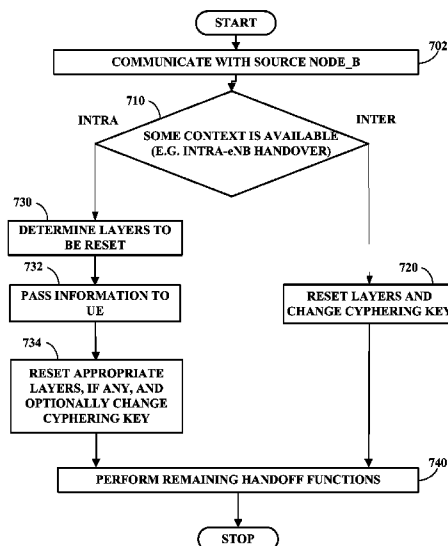 START
702
COMMUNICATE WITH SOURCE NODE_B
710
INTRA
INTER
SOME CONTEXT IS AVAILABLE
(E.G. INTRA-eNB HANDOVER)
730
DETERMINE LAYERS TO
BE RESET
732
PASS INFORMATION TO
UE
720
RESET LAYERS AND
CHANGE CYPHERING KEY
734
RESET APPROPRIATE
LAYERS, IF ANY, AND
OPTIONALLY CHANGE
CYPHERING KEY
PERFORM REMAINING HANDOFF FUNCTIONS
740
STOP